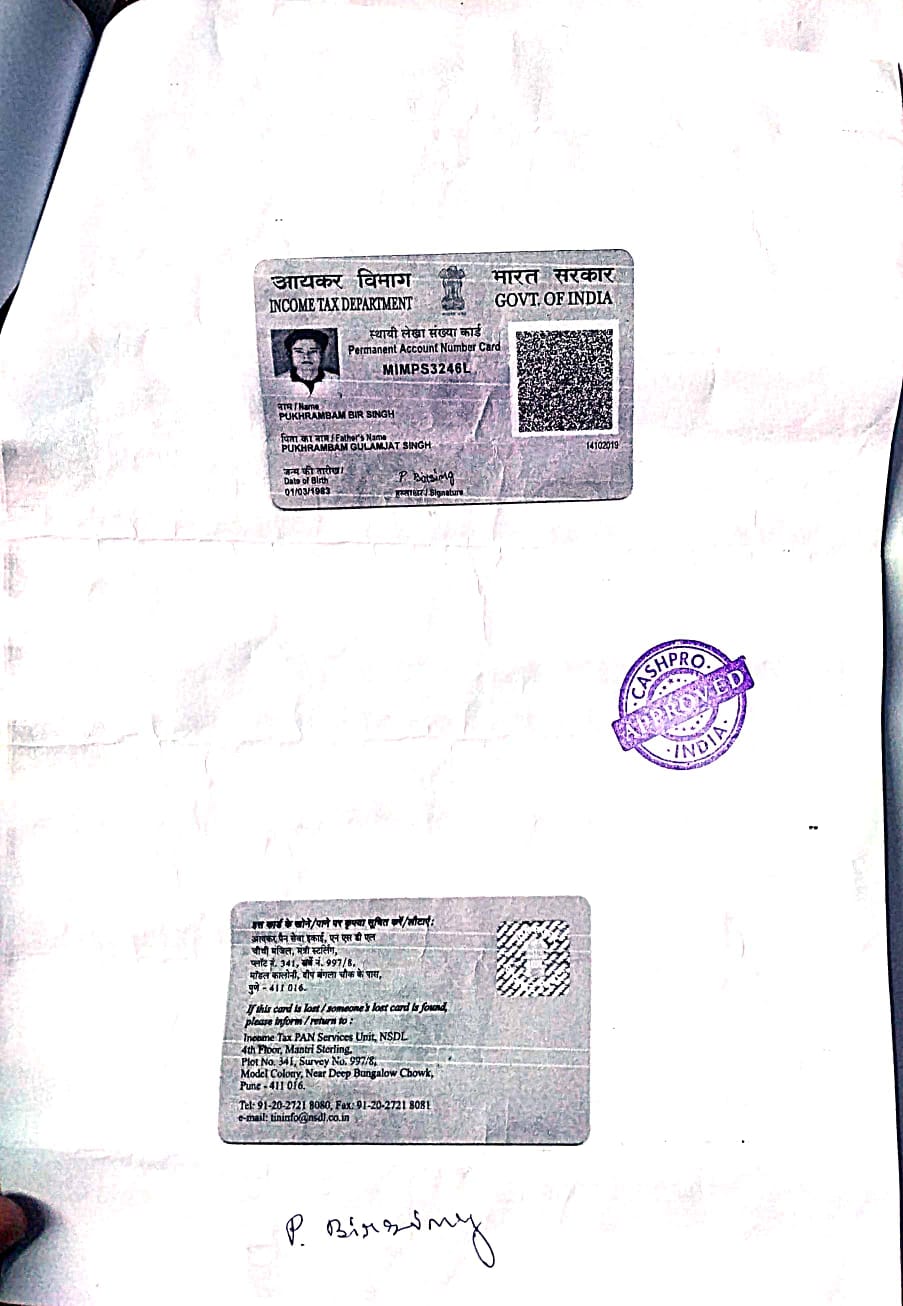 आयकर विभाग
INCOME TAX DEPARTMENT
भारत सरकार
GOVT. OF INDIA
स्थायी लेखा संख्या कार्ड
Permanent Account Number Card
MIMPS3246L
नाम / Name
PUKHRAMBAM BIR SINGH
पिता का नाम / Father's Name
PUKHRAMBAM GULAMJAT SINGH
14102019
जन्म की तारीख /
Date of Birth
01/03/1983
P. Birsing
हस्ताक्षर / Signature
CASHPRO
APPROVED
INDIA
इस कार्ड के खोने/पाने पर कृपया सूचित करें/लौटाएं:
आयकर पैन सेवा इकाई, एन एस डी एल
मंजिल, मंत्री स्टर्लिंग,
प्लॉट नं. 341, सर्वे नं. 997/8,
मॉडल कालोनी, दीप बंगला चौक के पास,
पुणे - 411 016.
If this card is lost / someone's lost card is found,
please inform / return to :
Income Tax PAN Services Unit, NSDL
4th Floor, Mantri Sterling,
Plot No. 341, Survey No. 997/8,
Model Colony, Near Deep Bungalow Chowk,
Pune - 411 016.
Tel: 91-20-2721 8080, Fax: 91-20-2721 8081
e-mail: tininfo@nsdl.co.in
P. Birsing